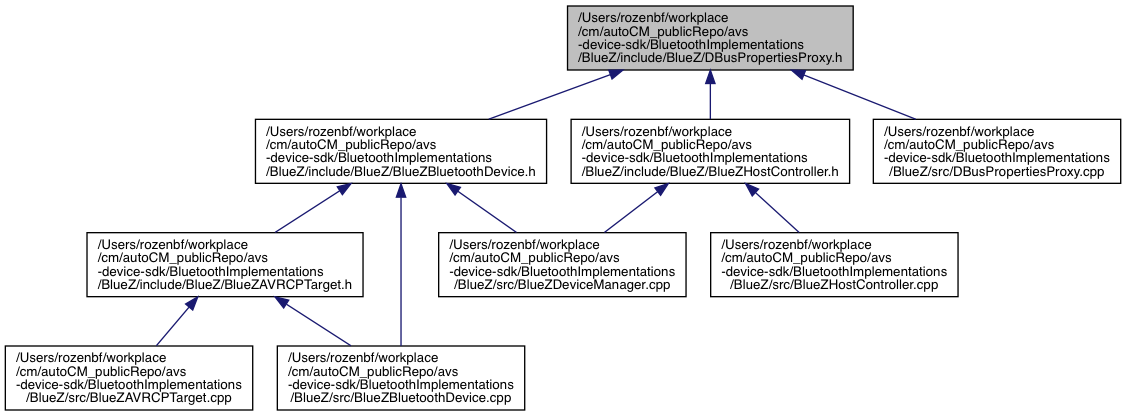 /Users/rozenbf/workplace
/cm/autoCM_publicRepo/avs
-device-sdk/BluetoothImplementations
/BlueZ/include/BlueZ/DBusPropertiesProxy.h
/Users/rozenbf/workplace
/cm/autoCM_publicRepo/avs
-device-sdk/BluetoothImplementations
/BlueZ/include/BlueZ/BlueZBluetoothDevice.h
/Users/rozenbf/workplace
/cm/autoCM_publicRepo/avs
-device-sdk/BluetoothImplementations
/BlueZ/include/BlueZ/BlueZHostController.h
/Users/rozenbf/workplace
/cm/autoCM_publicRepo/avs
-device-sdk/BluetoothImplementations
/BlueZ/src/DBusPropertiesProxy.cpp
/Users/rozenbf/workplace
/cm/autoCM_publicRepo/avs
-device-sdk/BluetoothImplementations
/BlueZ/include/BlueZ/BlueZAVRCPTarget.h
/Users/rozenbf/workplace
/cm/autoCM_publicRepo/avs
-device-sdk/BluetoothImplementations
/BlueZ/src/BlueZDeviceManager.cpp
/Users/rozenbf/workplace
/cm/autoCM_publicRepo/avs
-device-sdk/BluetoothImplementations
/BlueZ/src/BlueZHostController.cpp
/Users/rozenbf/workplace
/cm/autoCM_publicRepo/avs
-device-sdk/BluetoothImplementations
/BlueZ/src/BlueZAVRCPTarget.cpp
/Users/rozenbf/workplace
/cm/autoCM_publicRepo/avs
-device-sdk/BluetoothImplementations
/BlueZ/src/BlueZBluetoothDevice.cpp